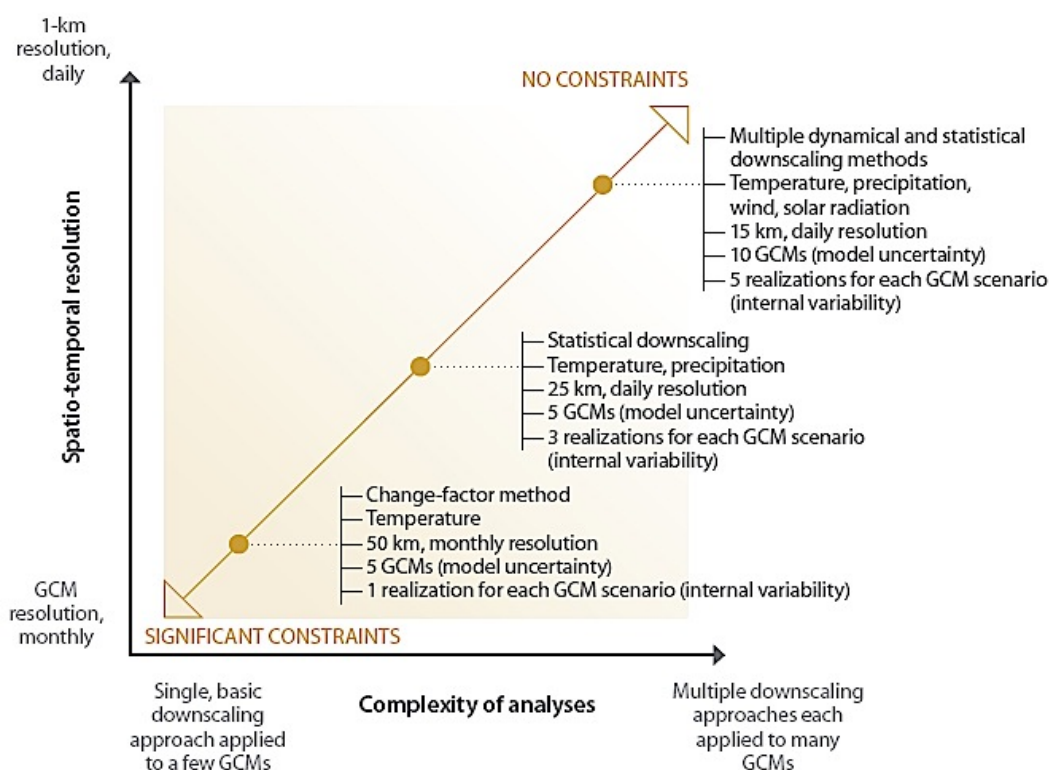 1-km
resolution,
daily
NO CONSTRAINTS
Multiple dynamical and statistical
downscaling methods
Temperature, precipitation,
wind, solar radiation
15 km, daily resolution
10 GCMs (model uncertainty)
5 realizations for each GCM scenario
(internal variability)
Spatio-temporal resolution
Statistical downscaling
Temperature, precipitation
25 km, daily resolution
5 GCMs (model uncertainty)
3 realizations for each GCM scenario
(internal variability)
Change-factor method
Temperature
50 km, monthly resolution
5 GCMs (model uncertainty)
1 realization for each GCM scenario (internal variability)
GCM
resolution,
monthly
SIGNIFICANT CONSTRAINTS
Single, basic
downscaling
approach applied
to a few GCMs
Complexity of analyses
Multiple downscaling
approaches each
applied to many
GCMs